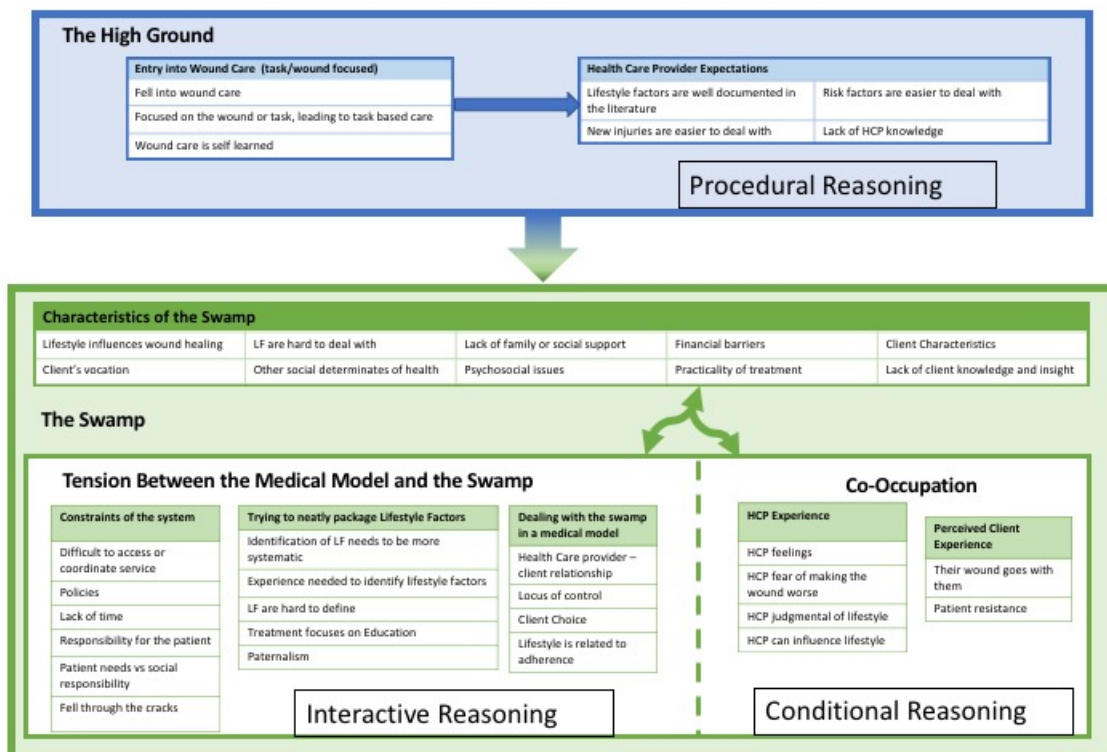 The High Ground
Entry into Wound Care (task/wound focused)
Fell into wound care
Focused on the wound or task, leading to task based care
Wound care is self learned
Health Care Provider Expectations
Lifestyle factors are well documented in
the literature
Risk factors are easier to deal with
New injuries are easier to deal with
Lack of HCP knowledge
Procedural Reasoning
Characteristics of the Swamp
Lifestyle influences wound healing
LF are hard to deal with
Lack of family or social support
Financial barriers
Client Characteristics
Client's vocation
Other social determinates of health
Psychosocial issues
Practicality of treatment
Lack of client knowledge and insight
The Swamp
Tension Between the Medical Model and the Swamp
Constraints of the system
Difficult to access or
coordinate service
Policies
Lack of time
Responsibility for the patient
Patient needs vs social
responsibility
Fell through the cracks
Trying to neatly package Lifestyle Factors
Identification of LF needs to be more
systematic
Experience needed to identify lifestyle factors
LF are hard to define
Treatment focuses on Education
Paternalism
Dealing with the swamp
in a medical model
Health Care provider –
client relationship
Locus of control
Client Choice
Lifestyle is related to
adherence
Interactive Reasoning
Co-Occupation
HCP Experience
HCP feelings
HCP fear of making the
wound worse
HCP judgmental of lifestyle
HCP can influence lifestyle
Perceived Client
Experience
Their wound goes with
them
Patient resistance
Conditional Reasoning